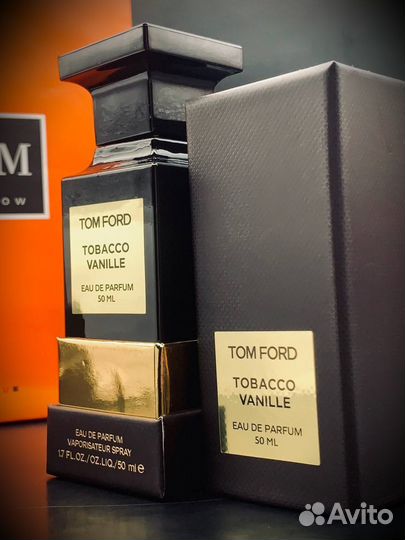 M
OW
TOM FORD
TOBACCO
VANILLE
EAU DE PARFUM
50 ML
EAU DE PARFUM
VAPORISATEUR SPRAY
1.7 FL.OZ./OZ.LIQ./50 ml e
TOM FORD
TOBACCO
VANILLE
EAU DE PARFUM
50 ML
Avito